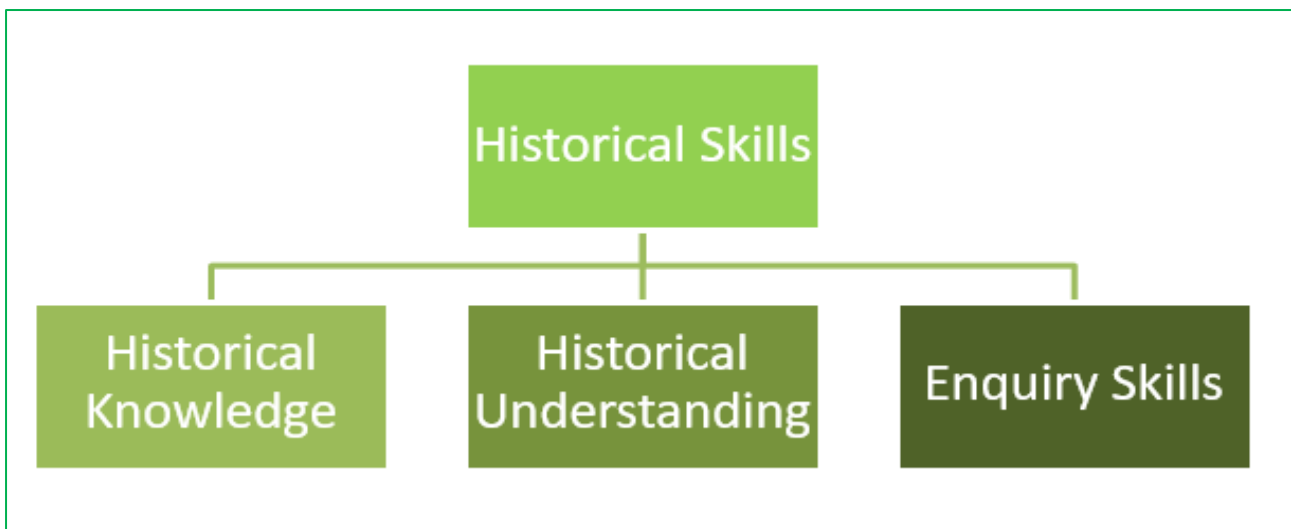 Historical Skills
Historical
Knowledge
Historical
Understanding
Enquiry Skills